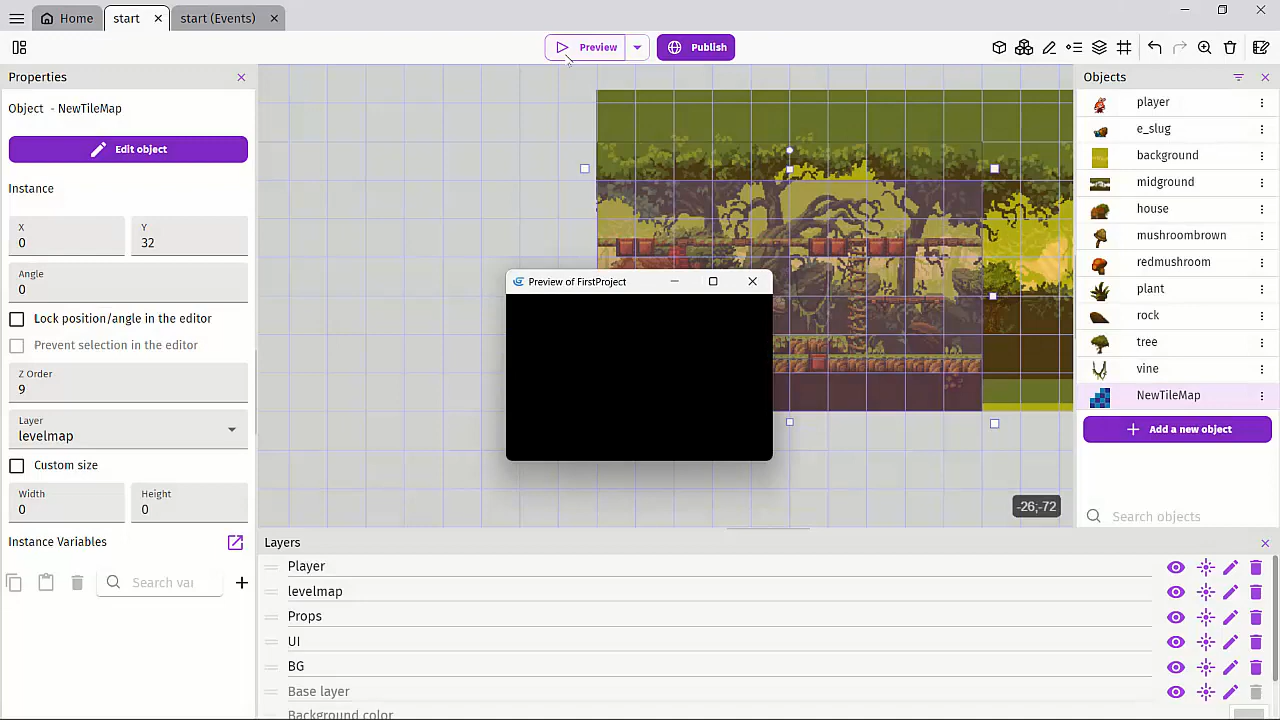 Home
start
start (Events)
Preview
Publish
Properties
Object - NewTileMap
Edit object
Instance
X
0
Y
32
Angle
0
Lock position/angle in the editor
Prevent selection in the editor
Z Order
9
Layer
levelmap
Custom size
Width
0
Height
0
Instance Variables
Search vai
Preview of FirstProject
-26;-72
Objects
player
e_slug
background
midground
house
mushroombrown
redmushroom
plant
rock
tree
vine
NewTileMap
Add a new object
Search objects
Layers
Player
levelmap
Props
UI
BG
Base layer
Background color